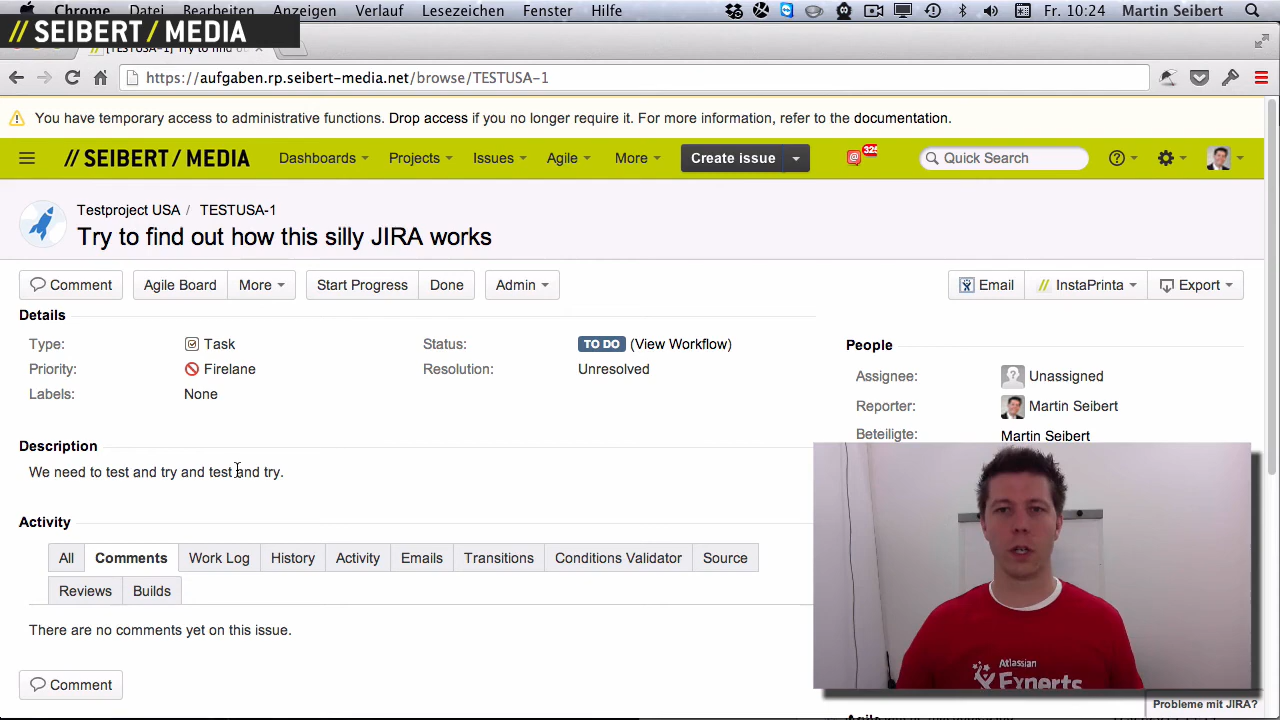 Chrome Datei Bearbeiten Anzeigen Verlauf Lesezeichen Fenster Hilfe Fr. 10:24 Martin Seibert
// SEIBERT / MEDIA
[TESTUSA-1] Try to find ou
https://aufgaben.rp.seibert-media.net/browse/TESTUSA-1
You have temporary access to administrative functions. Drop access if you no longer require it. For more information, refer to the documentation.
// SEIBERT / MEDIA Dashboards Projects Issues Agile More Create issue Quick Search
Testproject USA / TESTUSA-1
Try to find out how this silly JIRA works
Comment Agile Board More Start Progress Done Admin Email InstaPrinta Export
Details
Type: Task Status: TO DO (View Workflow)
Priority: Firelane Resolution: Unresolved
Labels: None
People
Assignee: Unassigned
Reporter: Martin Seibert
Beteiligte: Martin Seibert
Description
We need to test and try and test and try.
Activity
All Comments Work Log History Activity Emails Transitions Conditions Validator Source
Reviews Builds
There are no comments yet on this issue.
Comment
Atlassian
Experts
Probleme mit JIRA?